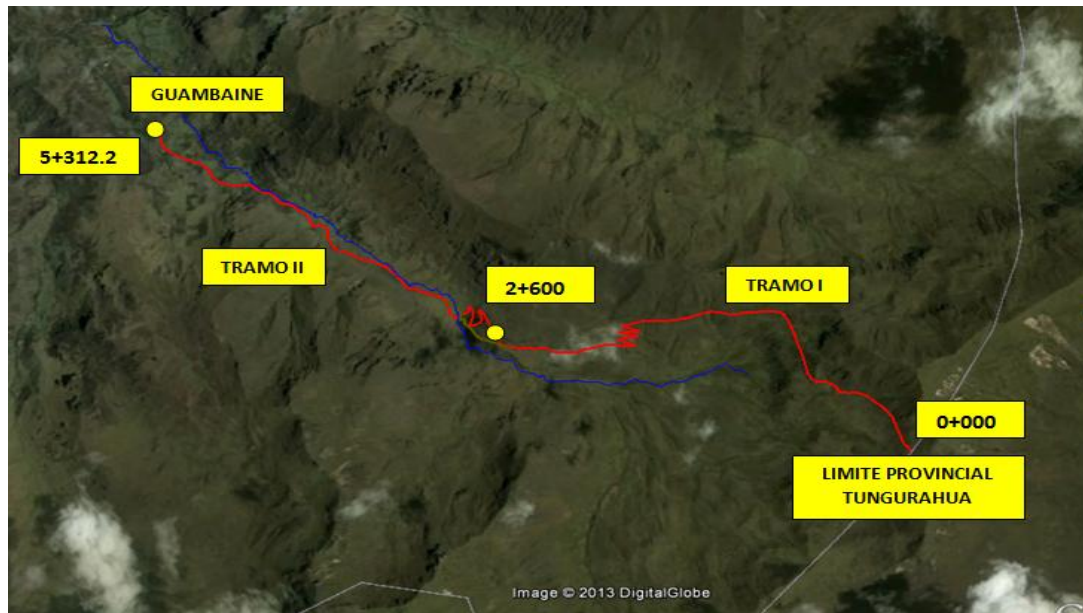 GUAMBAINE
5+312.2
TRAMO II
2+600
TRAMO I
0+000
LIMITE PROVINCIAL
TUNGURAHUA
Image © 2013 DigitalGlobe